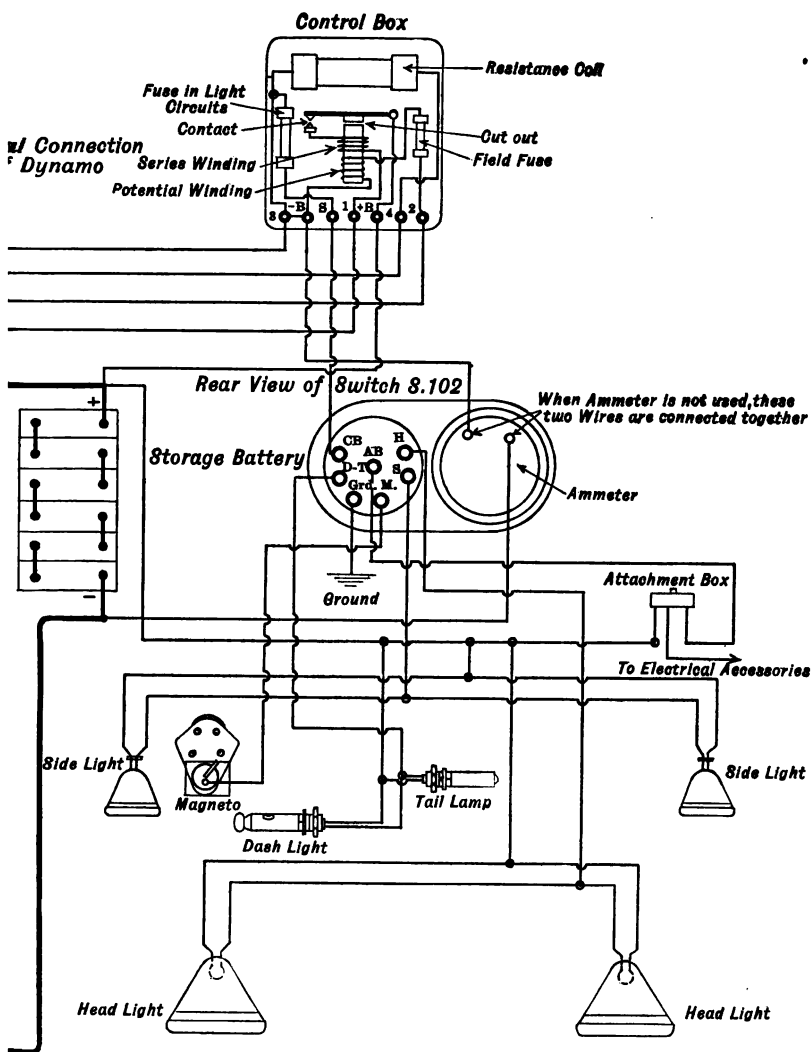 Control Box
Resistance Coil
Fuse in Light
Circuits
Contact
Cut out
Connection
Dynamo
Series Winding
Field Fuse
Potential Winding
3 -B S 1 +B 4 2
Rear View of Switch S.102
+
When Ammeter is not used, these
two Wires are connected together
Storage Battery
CB
AB
H
D-T
S
Grd. M.
Ammeter
Attachment Box
Ground
−
To Electrical Accessories
Side Light
Side Light
Magneto
Tail Lamp
Dash Light
Head Light
Head Light